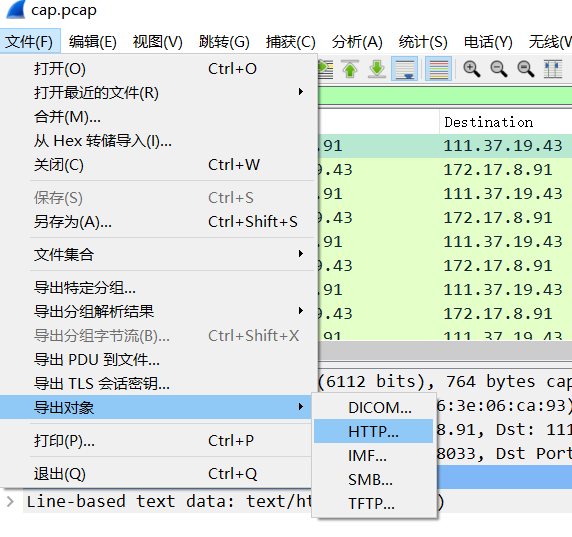 cap.pcap
文件(F) 编辑(E) 视图(V) 跳转(G) 捕获(C) 分析(A) 统计(S) 电话(Y) 无线(W
打开(O) Ctrl+O
打开最近的文件(R)
合并(M)...
从 Hex 转储导入(I)...
关闭(C) Ctrl+W
保存(S) Ctrl+S
另存为(A)... Ctrl+Shift+S
文件集合
导出特定分组...
导出分组解析结果
导出分组字节流(B)... Ctrl+Shift+X
导出 PDU 到文件...
导出 TLS 会话密钥...
导出对象
打印(P)... Ctrl+P
退出(Q) Ctrl+Q
DICOM...
HTTP...
IMF...
SMB...
TFTP...
Destination
.91 111.37.19.43
9.43 172.17.8.91
.91 111.37.19.43
9.43 172.17.8.91
.91 111.37.19.43
9.43 172.17.8.91
.91 111.37.19.43
9.43 172.17.8.91
.91 111.37.19.43
(6112 bits), 764 bytes cap
6:3e:06:ca:93)
8.91, Dst: 111
8033, Dst Port
Line-based text data: text/ht )